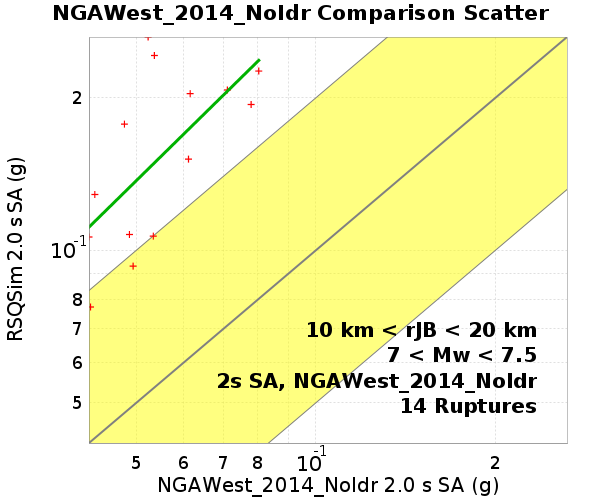 NGAWest_2014_NoIdr Comparison Scatter
RSQSim 2.0 s SA (g)
2
10⁻¹
8
7
6
5
10 km < rJB < 20 km
7 < Mw < 7.5
2s SA, NGAWest_2014_NoIdr
14 Ruptures
5 6 7 8 10⁻¹ 2
NGAWest_2014_NoIdr 2.0 s SA (g)